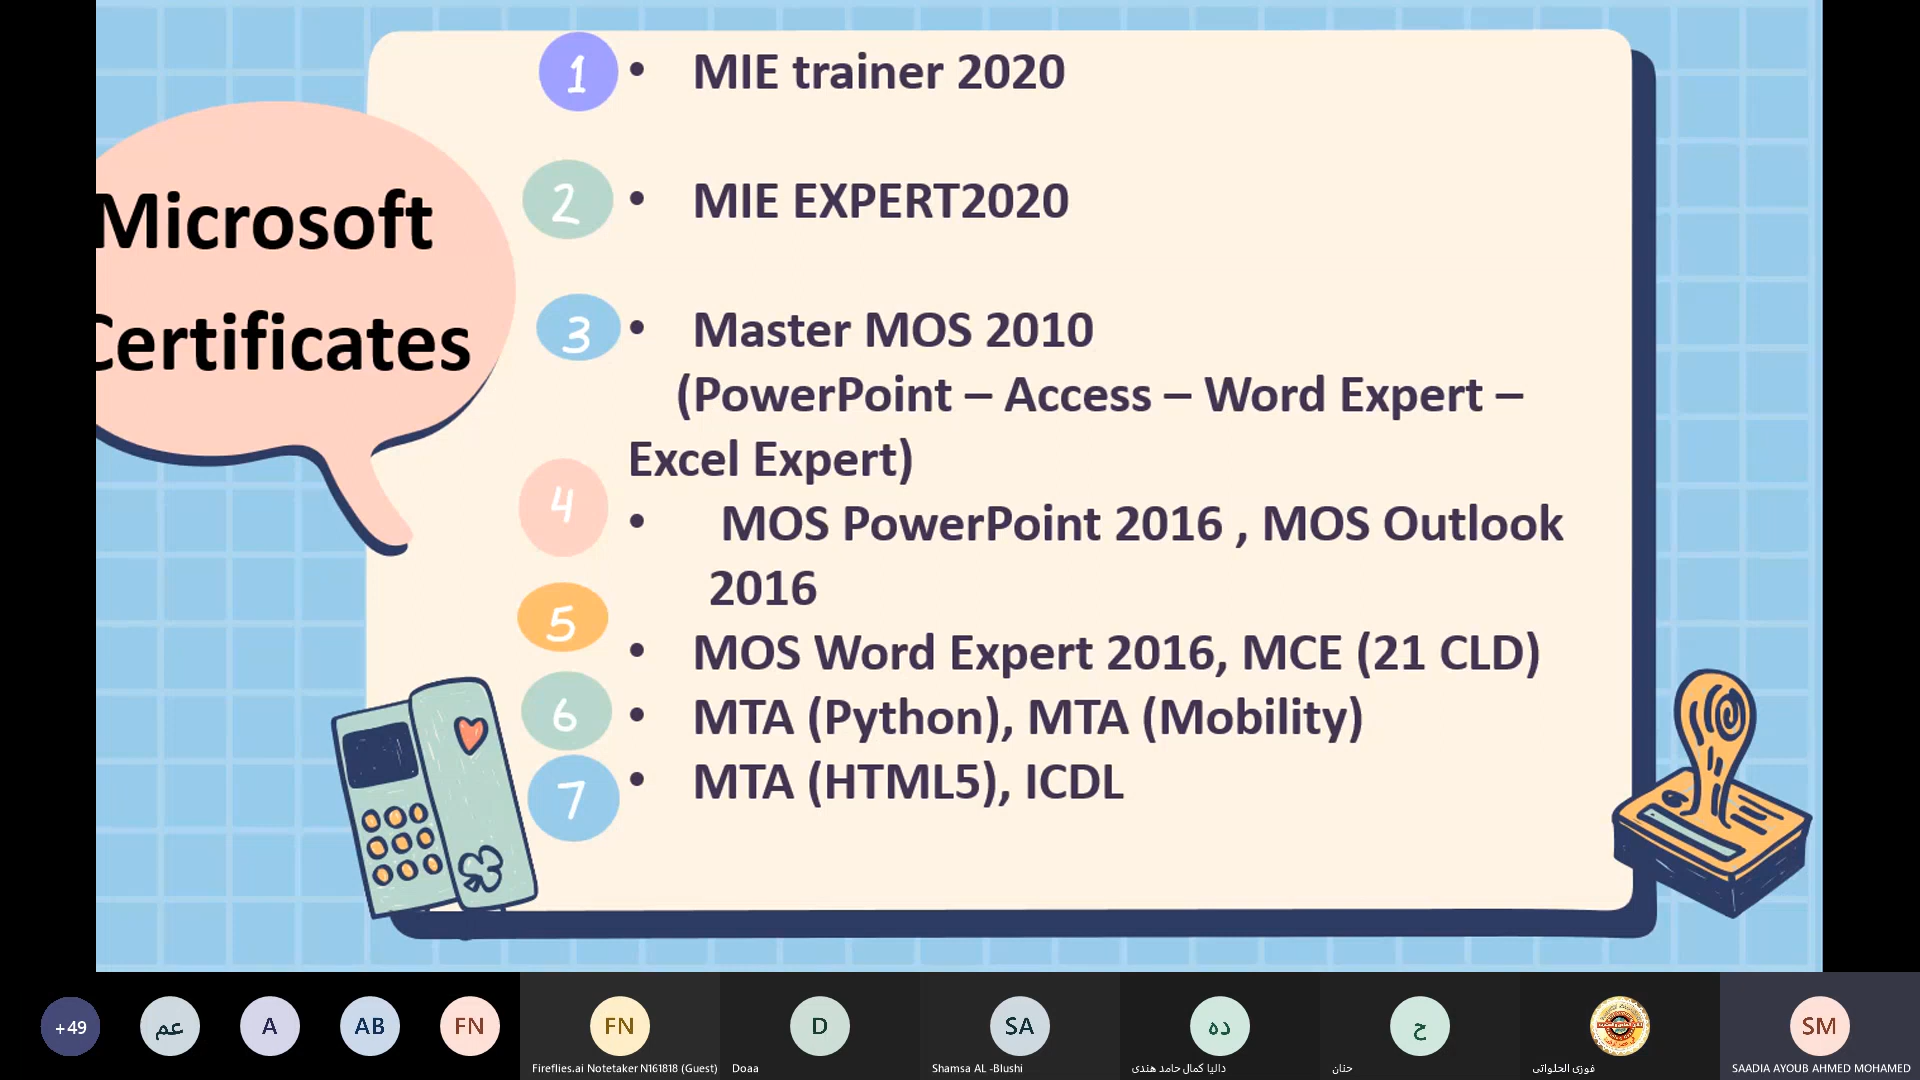 Microsoft
Certificates
1
• MIE trainer 2020
2
• MIE EXPERT2020
3
• Master MOS 2010
(PowerPoint – Access – Word Expert –
Excel Expert)
4
• MOS PowerPoint 2016 , MOS Outlook
2016
5
• MOS Word Expert 2016, MCE (21 CLD)
6
• MTA (Python), MTA (Mobility)
7
• MTA (HTML5), ICDL
+49
عم
A
AB
FN
FN
D
SA
ده
ح
SM
Fireflies.ai Notetaker N161818 (Guest)
Doaa
Shamsa AL -Blushi
داليا كمال حامد هندى
حنان
فوزى الحلوانى
SAADIA AYOUB AHMED MOHAMED